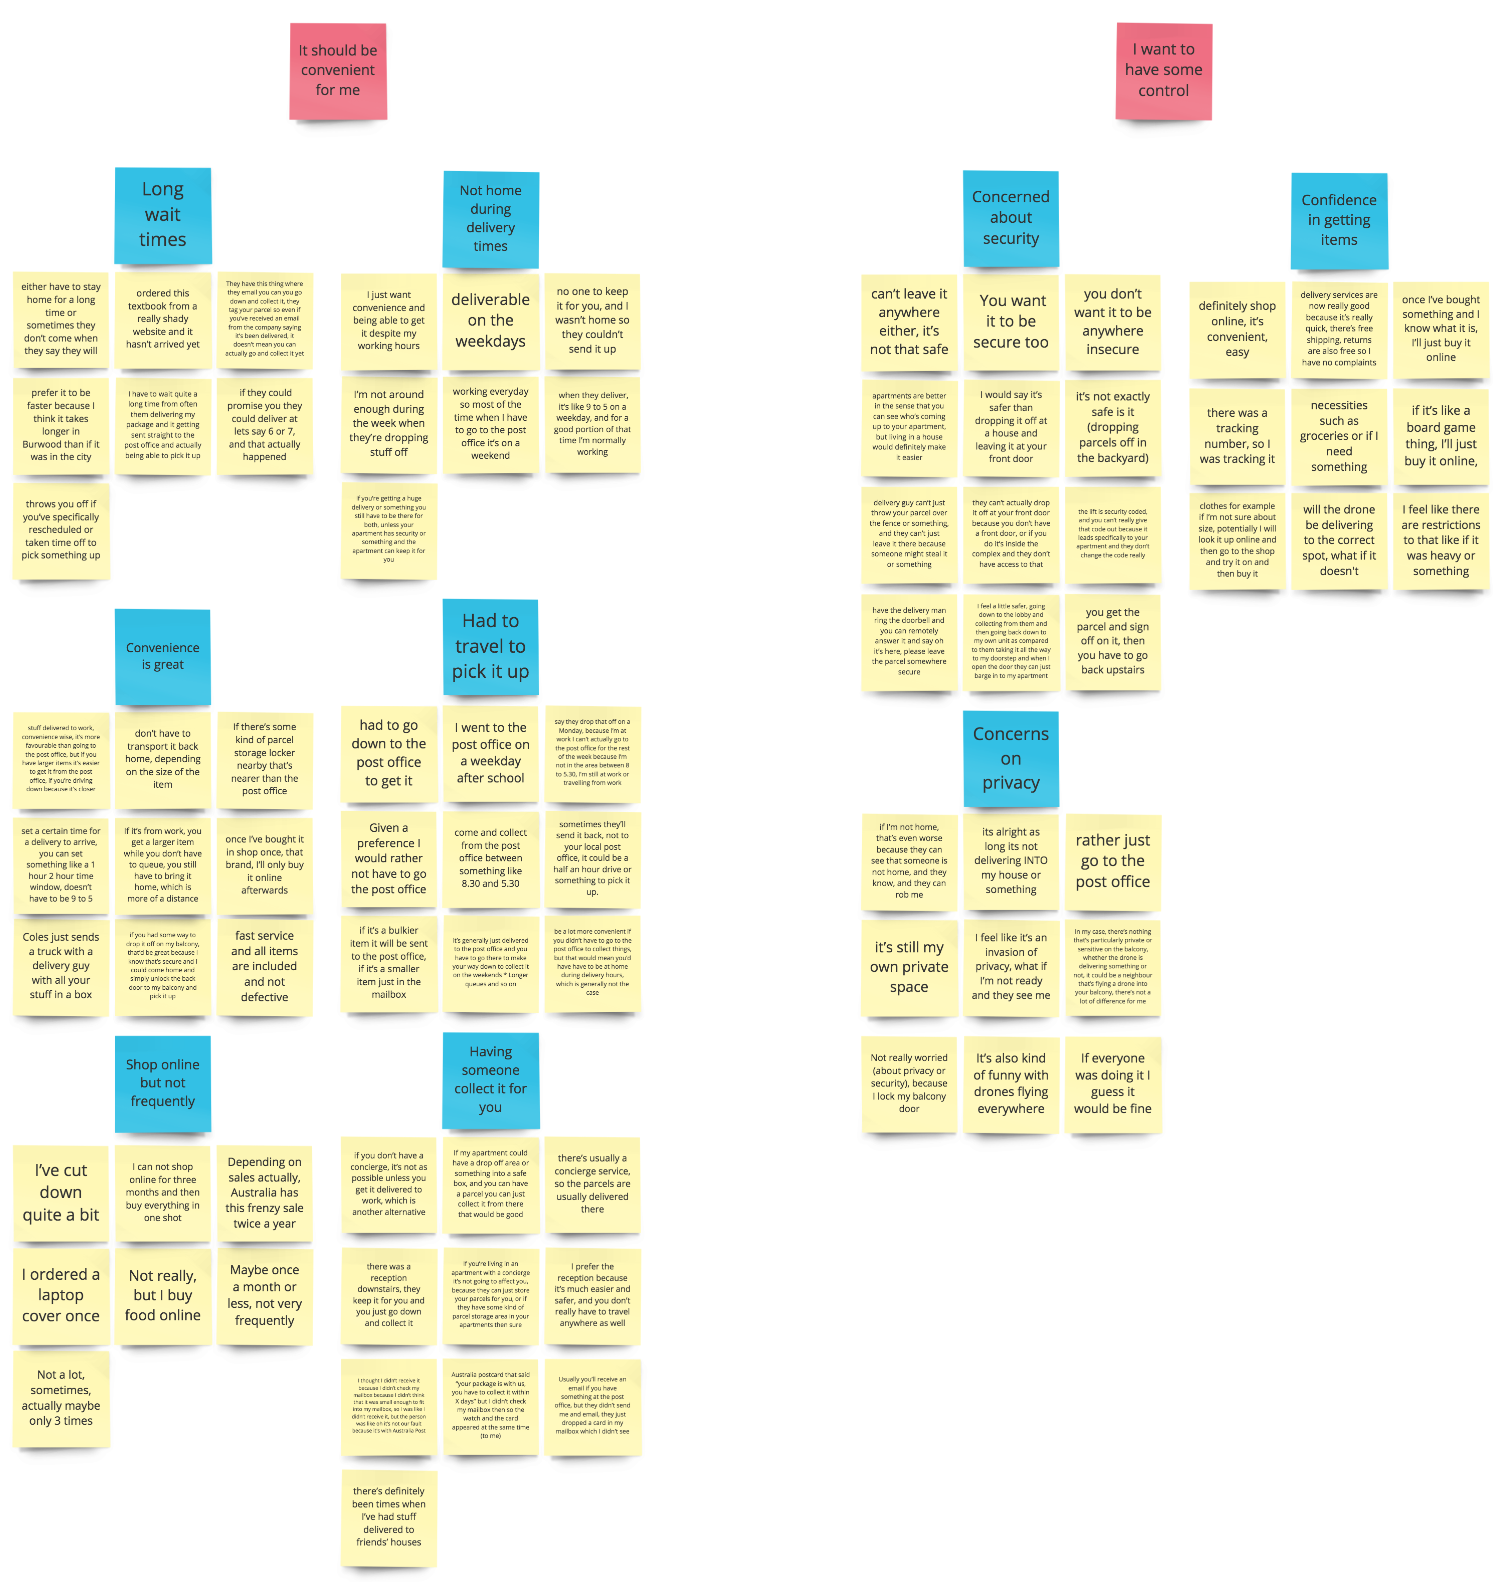 It should be
convenient
for me
I want to
have some
control
Long
wait
times
either have to stay
home for a long
time or
sometimes they
don't come when
they say they will
ordered this
textbook from a
really shady
website and it
hasn't arrived yet
They have this thing where
they email you can you go
down and collect it, they
tag your parcel so even if
you've received an email
from the company saying
it's been delivered, it
doesn't mean you can
actually go and collect it yet
prefer it to be
faster because I
think it takes
longer in
Burwood than if it
was in the city
I have to wait quite a
long time from often
them delivering my
package and it getting
sent straight to the
post office and actually
being able to pick it up
if they could
promise you they
could deliver at
lets say 6 or 7,
and that actually
happened
throws you off if
you've specifically
rescheduled or
taken time off to
pick something up
Not home
during
delivery
times
I just want
convenience and
being able to get
it despite my
working hours
deliverable
on the
weekdays
no one to keep
it for you, and I
wasn't home so
they couldn't
send it up
I'm not around
enough during
the week when
they're dropping
stuff off
working everyday
so most of the
time when I have
to go to the post
office it's on a
weekend
when they deliver,
it's like 9 to 5 on a
weekday, and for a
good portion of that
time I'm normally
working
if you're getting a huge
delivery or something you
still have to be there for
both, unless your
apartment has security or
something and the
apartment can keep it for
you
Convenience
is great
stuff delivered to work,
convenience wise, it's more
favourable than going to
the post office, but if you
have larger items it's easier
to get it from the post
office, if you're driving
down because it's closer
don't have to
transport it back
home, depending
on the size of the
item
If there's some
kind of parcel
storage locker
nearby that's
nearer than the
post office
set a certain time for
a delivery to arrive,
you can set
something like a 1
hour 2 hour time
window, doesn't
have to be 9 to 5
If it's from work, you
get a larger item
while you don't have
to queue, you still
have to bring it
home, which is
more of a distance
once I've bought it
in shop once, that
brand, I'll only buy
it online
afterwards
Coles just sends
a truck with a
delivery guy
with all your
stuff in a box
if you had some way to
drop it off on my balcony,
that'd be great because I
know that's secure and I
could come home and
simply unlock the back
door to my balcony and
pick it up
fast service
and all items
are included
and not
defective
Had to
travel to
pick it up
had to go
down to the
post office
to get it
I went to the
post office on
a weekday
after school
say they drop that off on a
Monday, because I'm at
work I can't actually go to
the post office for the rest
of the week because I'm
not in the area between 8
to 5.30, I'm still at work or
travelling from work
Given a
preference I
would rather
not have to go
the post office
come and collect
from the post
office between
something like
8.30 and 5.30
sometimes they'll
send it back, not to
your local post
office, it could be a
half an hour drive or
something to pick it
up.
if it's a bulkier
item it will be sent
to the post office,
if it's a smaller
item just in the
mailbox
It's generally just delivered
to the post office and you
have to go there to make
your way down to collect it
on the weekends * Longer
queues and so on
be a lot more convenient if
you didn't have to go to the
post office to collect things,
but that would mean you'd
have have to be at home
during delivery hours,
which is generally not the
case
Shop online
but not
frequently
I've cut
down
quite a bit
I can not shop
online for three
months and then
buy everything in
one shot
Depending on
sales actually,
Australia has
this frenzy sale
twice a year
I ordered a
laptop
cover once
Not really,
but I buy
food online
Maybe once
a month or
less, not very
frequently
Not a lot,
sometimes,
actually maybe
only 3 times
Having
someone
collect it for
you
if you don't have a
concierge, it's not as
possible unless you
get it delivered to
work, which is
another alternative
If my apartment could
have a drop off area or
something into a safe
box, and you can have
a parcel you can just
collect it from there
that would be good
there's usually a
concierge service,
so the parcels are
usually delivered
there
there was a
reception
downstairs, they
keep it for you and
you just go down
and collect it
If you're living in an
apartment with a concierge
it's not going to affect you,
because they can just store
your parcels for you, or if
they have some kind of
parcel storage area in your
apartments then sure
I prefer the
reception because
it's much easier and
safer, and you don't
really have to travel
anywhere as well
I thought I didn't receive it
because I didn't check my
mailbox because I didn't think
that it was small enough to fit
into my mailbox, so I was like I
didn't receive it, but the person
was like oh it's not our fault
because it's with Australia Post
Australia postcard that said
"your package is with us,
you have to collect it within
X days" but I didn't check
my mailbox then so the
watch and the card
appeared at the same time
(to me)
Usually you'll receive an
email if you have
something at the post
office, but they didn't send
me and email, they just
dropped a card in my
mailbox which I didn't see
there's definitely
been times when
I've had stuff
delivered to
friends' houses
Concerned
about
security
can't leave it
anywhere
either, it's
not that safe
You want
it to be
secure too
you don't
want it to be
anywhere
insecure
apartments are better
in the sense that you
can see who's coming
up to your apartment,
but living in a house
would definitely make
it easier
I would say it's
safer than
dropping it off at
a house and
leaving it at your
front door
it's not exactly
safe is it
(dropping
parcels off in
the backyard)
delivery guy can't just
throw your parcel over
the fence or something,
and they can't just
leave it there because
someone might steal it
or something
they can't actually drop
it off at your front door
because you don't have
a front door, or if you
do it's inside the
complex and they don't
have access to that
the lift is security coded,
and you can't really give
that code out because it
leads specifically to your
apartment and they don't
change the code really
have the delivery man
ring the doorbell and
you can remotely
answer it and say oh
it's here, please leave
the parcel somewhere
secure
I feel a little safer, going
down to the lobby and
collecting from them and
then going back down to
my own unit as compared
to them taking it all the way
to my doorstep and when I
open the door they can just
barge in to my apartment
you get the
parcel and sign
off on it, then
you have to go
back upstairs
Confidence
in getting
items
definitely shop
online, it's
convenient,
easy
delivery services are
now really good
because it's really
quick, there's free
shipping, returns
are also free so I
have no complaints
once I've bought
something and I
know what it is,
I'll just buy it
online
there was a
tracking
number, so I
was tracking it
necessities
such as
groceries or if I
need
something
if it's like a
board game
thing, I'll just
buy it online,
clothes for example
if I'm not sure about
size, potentially I will
look it up online and
then go to the shop
and try it on and
then buy it
will the drone
be delivering
to the correct
spot, what if it
doesn't
I feel like there
are restrictions
to that like if it
was heavy or
something
Concerns
on
privacy
if I'm not home,
that's even worse
because they can
see that someone is
not home, and they
know, and they can
rob me
its alright as
long its not
delivering INTO
my house or
something
rather just
go to the
post office
it's still my
own private
space
I feel like it's an
invasion of
privacy, what if
I'm not ready
and they see me
In my case, there's nothing
that's particularly private or
sensitive on the balcony,
whether the drone is
delivering something or
not, it could be a neighbour
that's flying a drone into
your balcony, there's not a
lot of difference for me
Not really worried
(about privacy or
security), because
I lock my balcony
door
It's also kind
of funny with
drones flying
everywhere
If everyone
was doing it I
guess it
would be fine